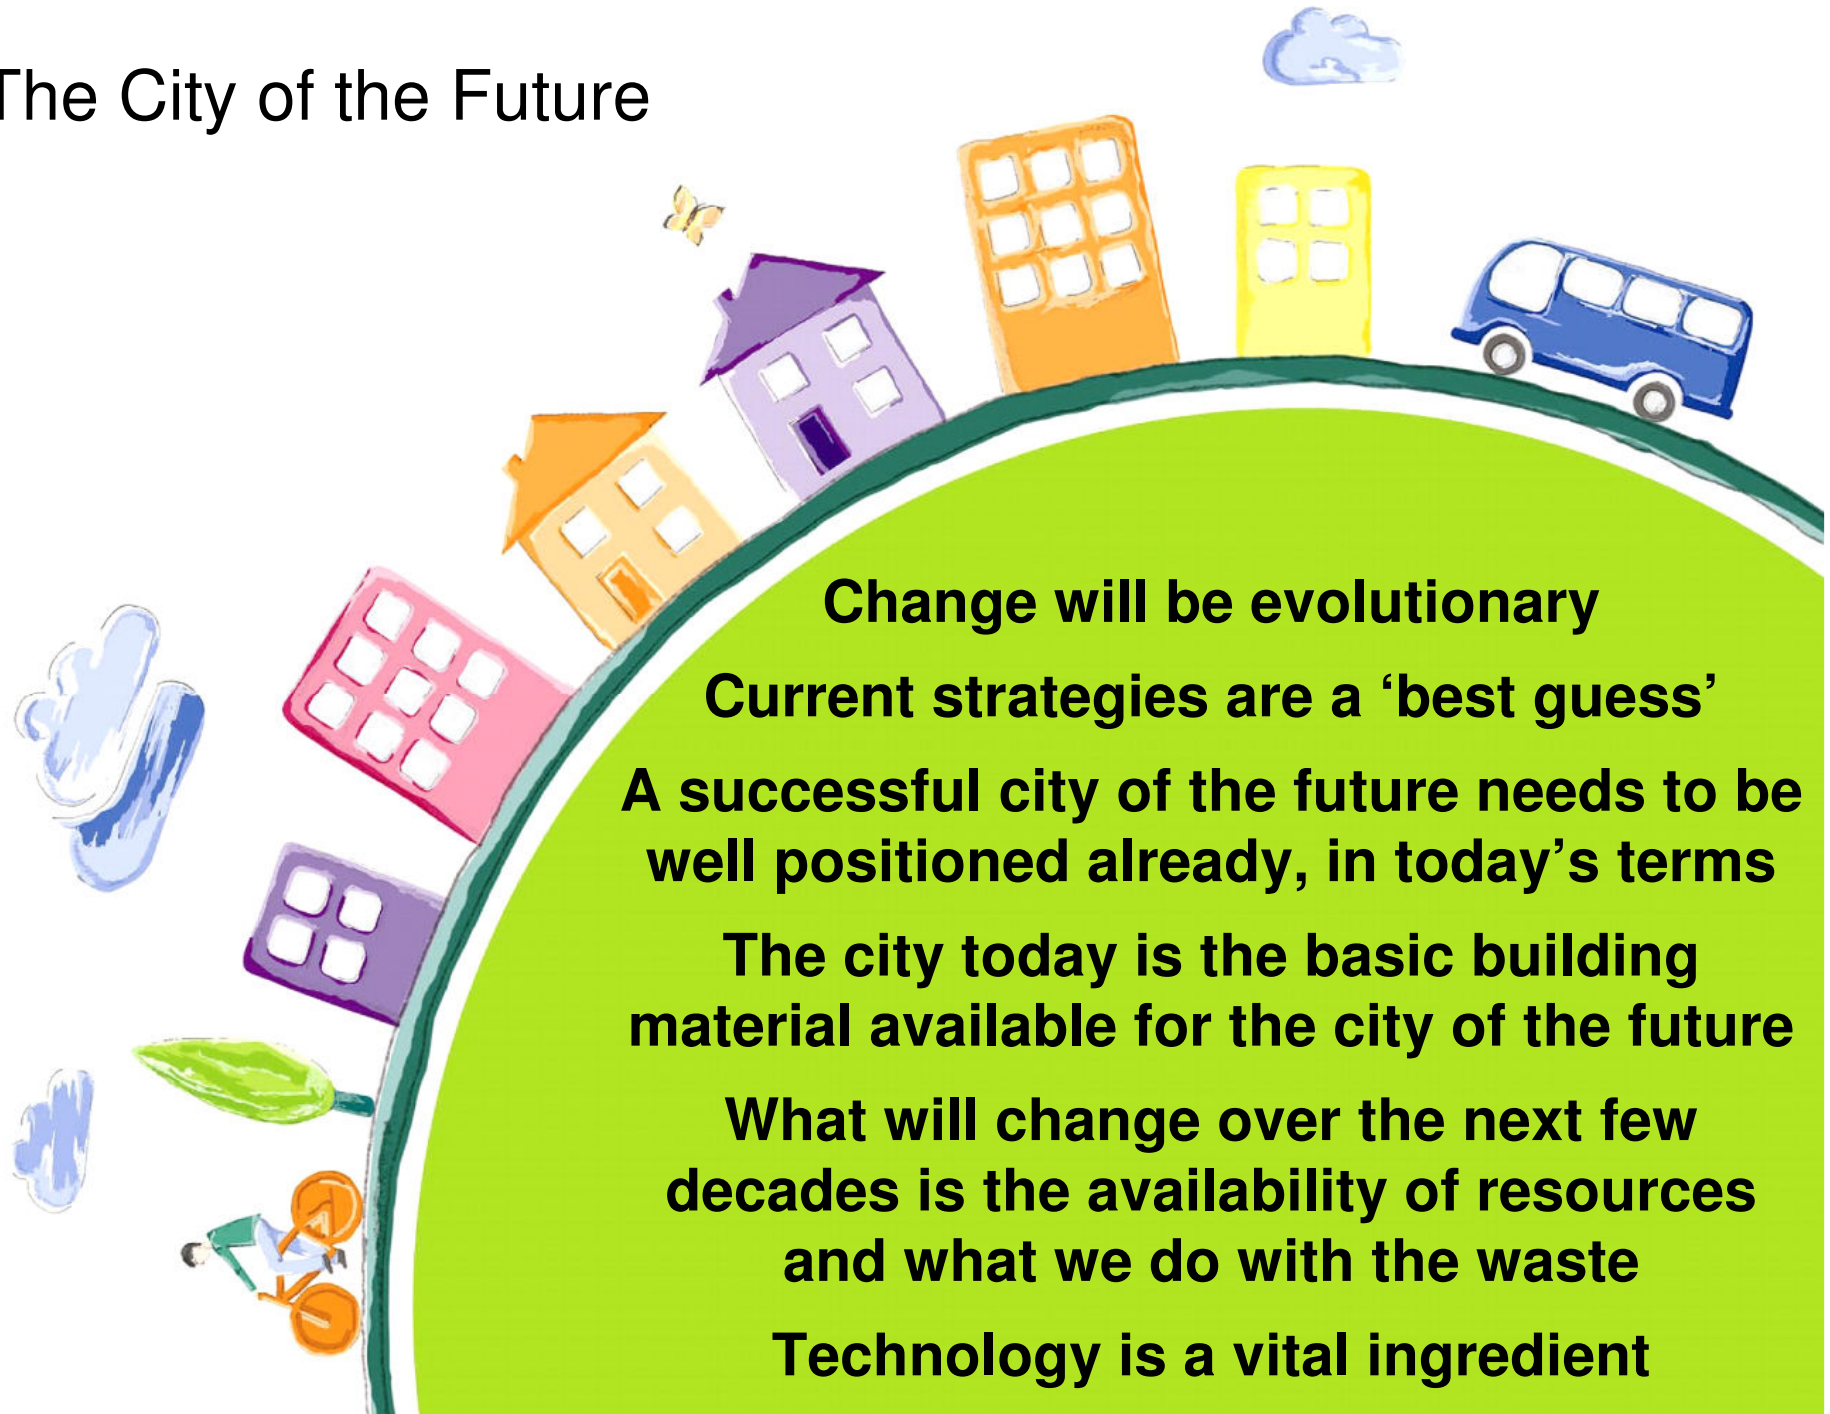 The City of the Future
Change will be evolutionary
Current strategies are a ‘best guess’
A successful city of the future needs to be
well positioned already, in today’s terms
The city today is the basic building
material available for the city of the future
What will change over the next few
decades is the availability of resources
and what we do with the waste
Technology is a vital ingredient